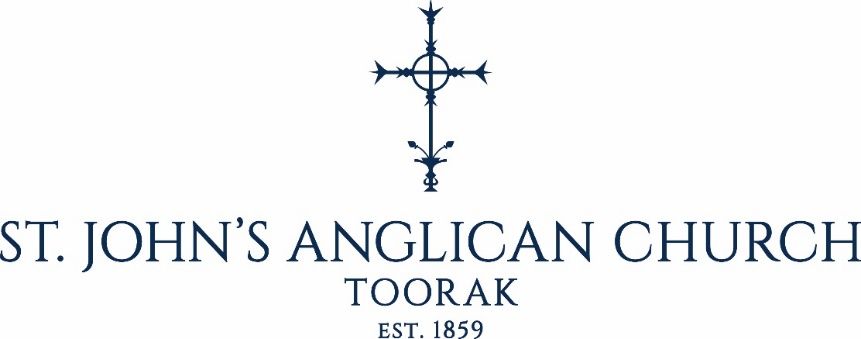 ST. JOHN'S ANGLICAN CHURCH
TOORAK
EST. 1859